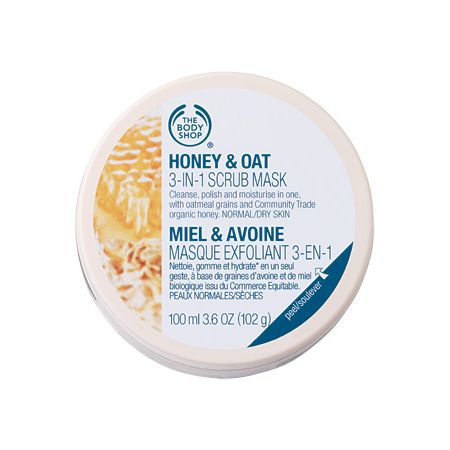 THE
BODY
SHOP
®
HONEY & OAT
3-IN-1 SCRUB MASK
Cleanse, polish and moisturise in one,
with oatmeal grains and Community Trade
organic honey. NORMAL/DRY SKIN
MIEL & AVOINE
MASQUE EXFOLIANT 3-EN-1
Nettoie, gomme et hydrate* en un seul
geste, à base de graines d'avoine et de miel
biologique issu du Commerce Equitable.
PEAUX NORMALES/SÈCHES
100 ml 3.6 OZ (102 g)
peel/soulever